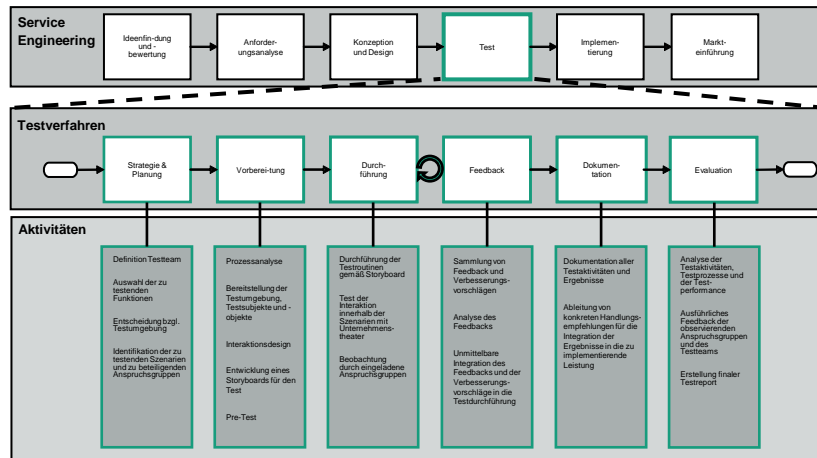 Service
Engineering
Ideenfin-dung
und -
bewertung
Anforder-
ungsanalyse
Konzeption
und Design
Test
Implemen-
tierung
Markt-
einführung
Testverfahren
Strategie &
Planung
Vorberei-tung
Durch-
führung
Feedback
Dokumen-
tation
Evaluation
Aktivitäten
Definition Testteam
Auswahl der zu
testenden
Funktionen
Entscheidung bzgl.
Testumgebung
Identifikation der zu
testenden Szenarien
und zu beteiligenden
Anspruchsgruppen
Prozessanalyse
Bereitstellung der
Testumgebung,
Testsubjekte und -
objekte
Interaktionsdesign
Entwicklung eines
Storyboards für den
Test
Pre-Test
Durchführung der
Testroutinen
gemäß Storyboard
Test der
Interaktion
innerhalb der
Szenarien mit
Unternehmens-
theater
Beobachtung
durch eingeladene
Anspruchsgruppen
Sammlung von
Feedback und
Verbesserungs-
vorschlägen
Analyse des
Feedbacks
Unmittelbare
Integration des
Feedbacks und der
Verbesserungs-
vorschläge in die
Testdurchführung
Dokumentation aller
Testaktivitäten und
Ergebnisse
Ableitung von
konkreten Handlungs-
empfehlungen für die
Integration der
Ergebnisse in die zu
implementierende
Leistung
Analyse der
Testaktivitäten,
Testprozesse und
der Test-
performance
Ausführliches
Feedback der
observierenden
Anspruchsgruppen
und des
Testteams
Erstellung finaler
Testreport